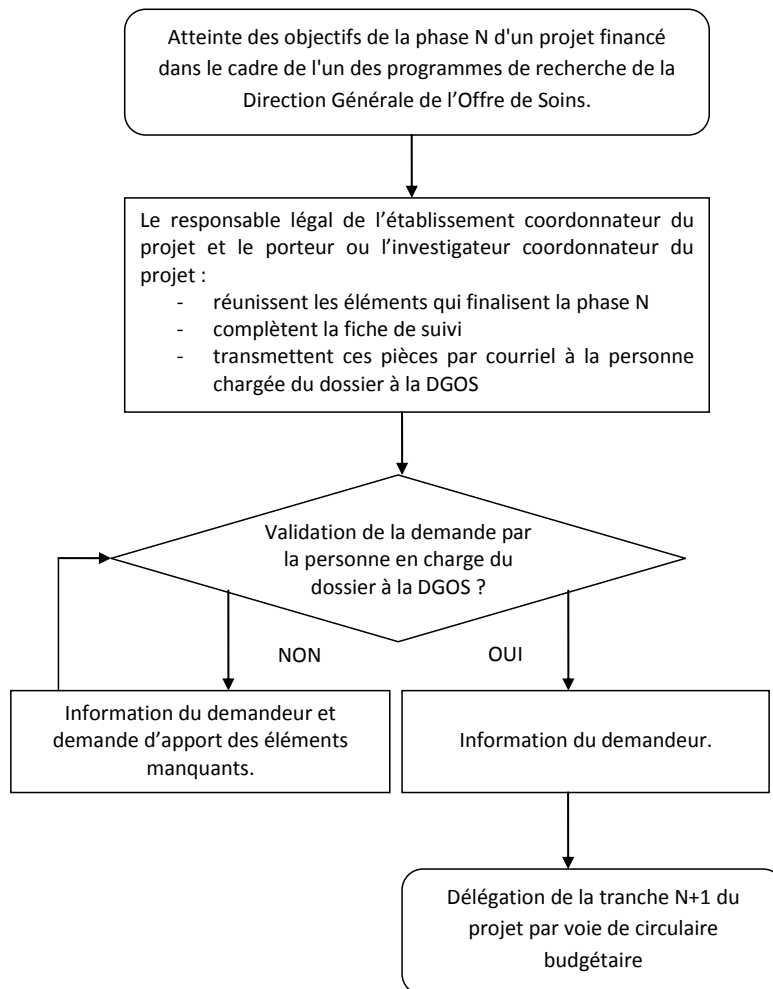 Atteinte des objectifs de la phase N d'un projet financé
dans le cadre de l'un des programmes de recherche de la
Direction Générale de l’Offre de Soins.
Le responsable légal de l’établissement coordonnateur du
projet et le porteur ou l’investigateur coordonnateur du
projet :
- réunissent les éléments qui finalisent la phase N
- complètent la fiche de suivi
- transmettent ces pièces par courriel à la personne
chargée du dossier à la DGOS
Validation de la demande par
la personne en charge du
dossier à la DGOS ?
NON
OUI
Information du demandeur et
demande d’apport des éléments
manquants.
Information du demandeur.
Délégation de la tranche N+1 du
projet par voie de circulaire
budgétaire